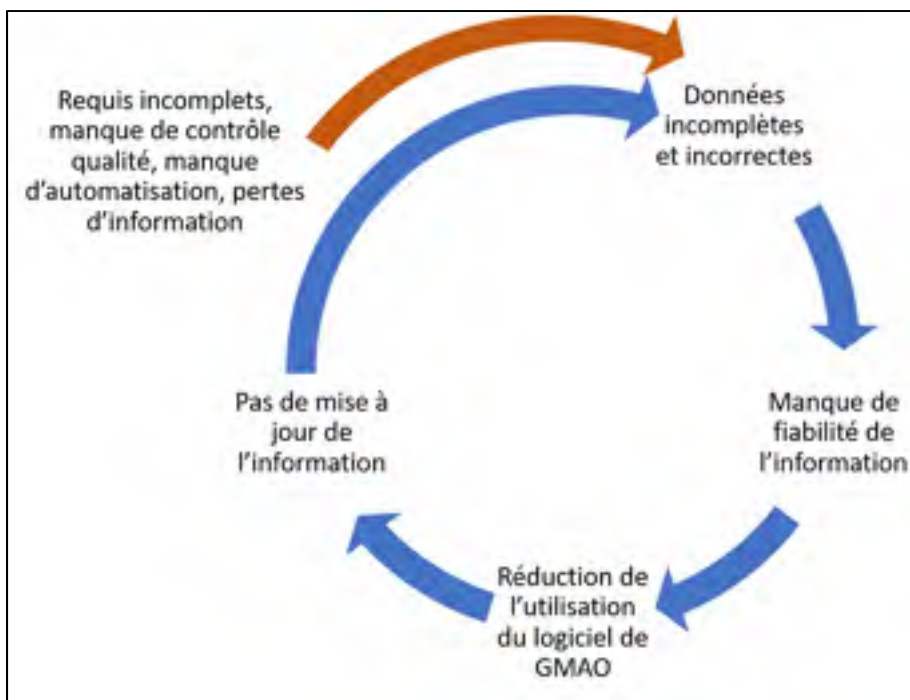 Requis incomplets,
manque de contrôle
qualité, manque
d'automatisation, pertes
d'information
Données
incomplètes
et incorrectes
Manque de
fiabilité de
l'information
Réduction de
l'utilisation
du logiciel de
GMAO
Pas de mise à
jour de
l'information